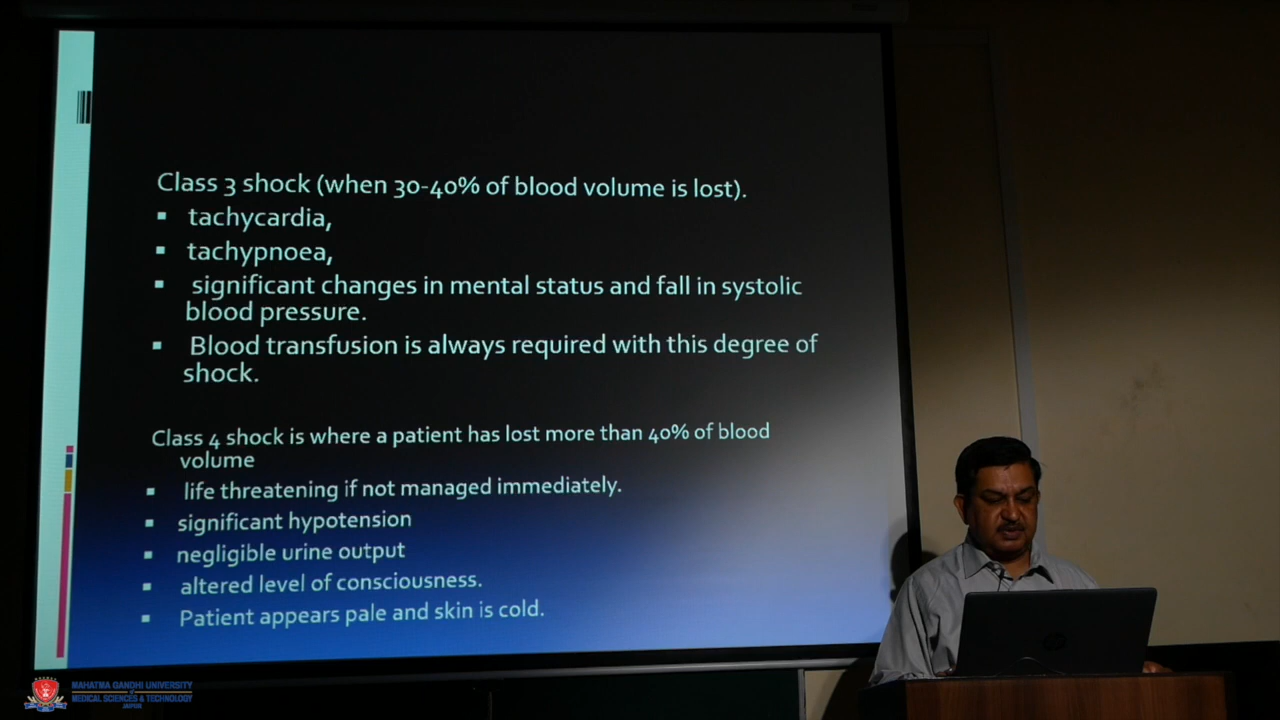 Class 3 shock (when 30-40% of blood volume is lost).
▪ tachycardia,
▪ tachypnoea,
▪ significant changes in mental status and fall in systolic
blood pressure.
▪ Blood transfusion is always required with this degree of
shock.
Class 4 shock is where a patient has lost more than 40% of blood
volume
▪ life threatening if not managed immediately.
▪ significant hypotension
▪ negligible urine output
▪ altered level of consciousness.
▪ Patient appears pale and skin is cold.
MAHATMA GANDHI UNIVERSITY
of
MEDICAL SCIENCES & TECHNOLOGY
JAIPUR